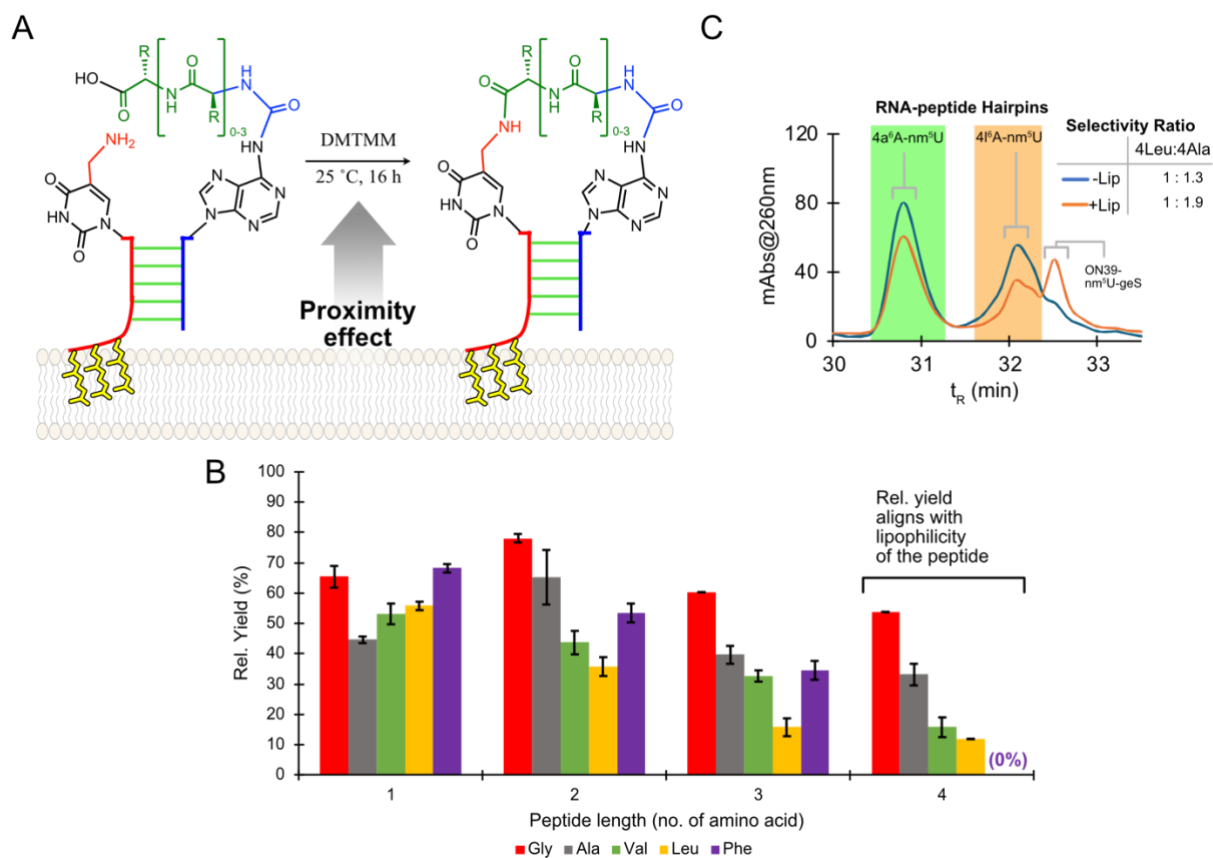 A
R
O
R
H
N
HO
N
H
O
R
NH
O
0-3
NH₂
NH
O
HN
N
O
N
N
N
N
DMTMM
25 ˚C, 16 h
Proximity
effect
R
O
R
H
N
O
N
H
O
R
NH
O
0-3
NH
NH
O
HN
N
O
N
N
N
N
C
RNA-peptide Hairpins
4a⁶A-nm⁵U
4l⁶A-nm⁵U
Selectivity Ratio
4Leu:4Ala
-Lip 1 : 1.3
+Lip 1 : 1.9
ON39-
nm⁵U-geS
mAbs@260nm
120
80
40
0
30 31 32 33
tR (min)
B
Rel. Yield (%)
100
90
80
70
60
50
40
30
20
10
0
Rel. yield
aligns with
lipophilicity
of the peptide
(0%)
1 2 3 4
Peptide length (no. of amino acid)
Gly Ala Val Leu Phe